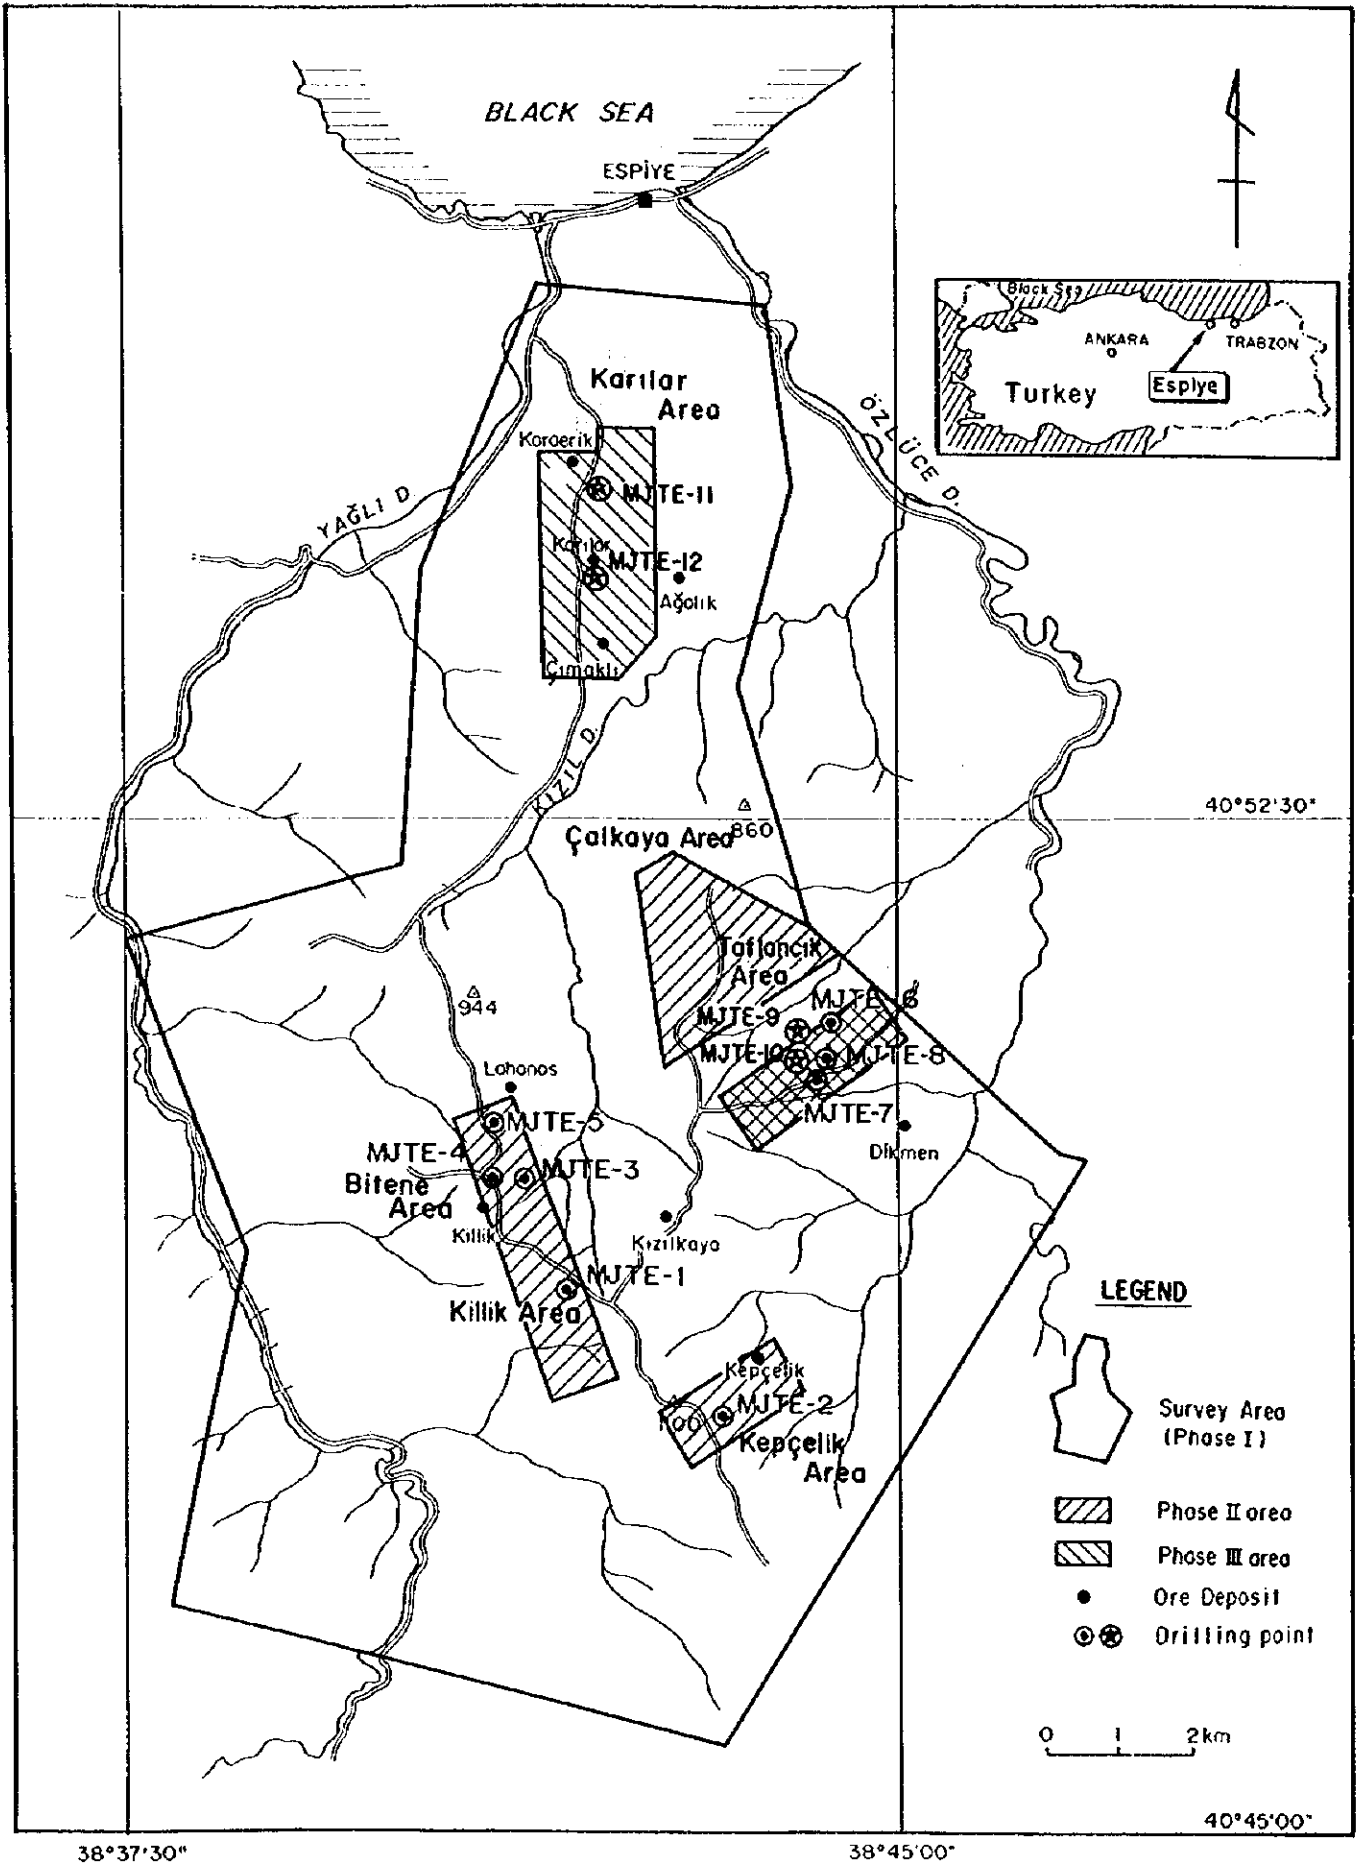 BLACK SEA
ESPİYE
Black Sea
ANKARA
TRABZON
Turkey
Espiye
Karılar
Area
ÖZLÜCE D.
Karaerik
MJTE-11
YAĞLI D.
Karılar
MJTE-12
Ağalık
Çımaklı
KIZIL D.
40°52'30"
860
Çalkaya Area
Taflancık
Area
944
MJTE-6
MJTE-9
MJTE-10
MJTE-8
Lahanos
MJTE-7
MJTE-5
MJTE-4
Dikmen
MJTE-3
Bitene
Area
Killik
Kızılkaya
MJTE-1
LEGEND
Killik Area
Kepçelik
MJTE-2
Survey Area
(Phase I)
Kepçelik
Area
Phase II area
Phase III area
Ore Deposit
Drilling point
0 1 2km
40°45'00"
38°37'30"
38°45'00"